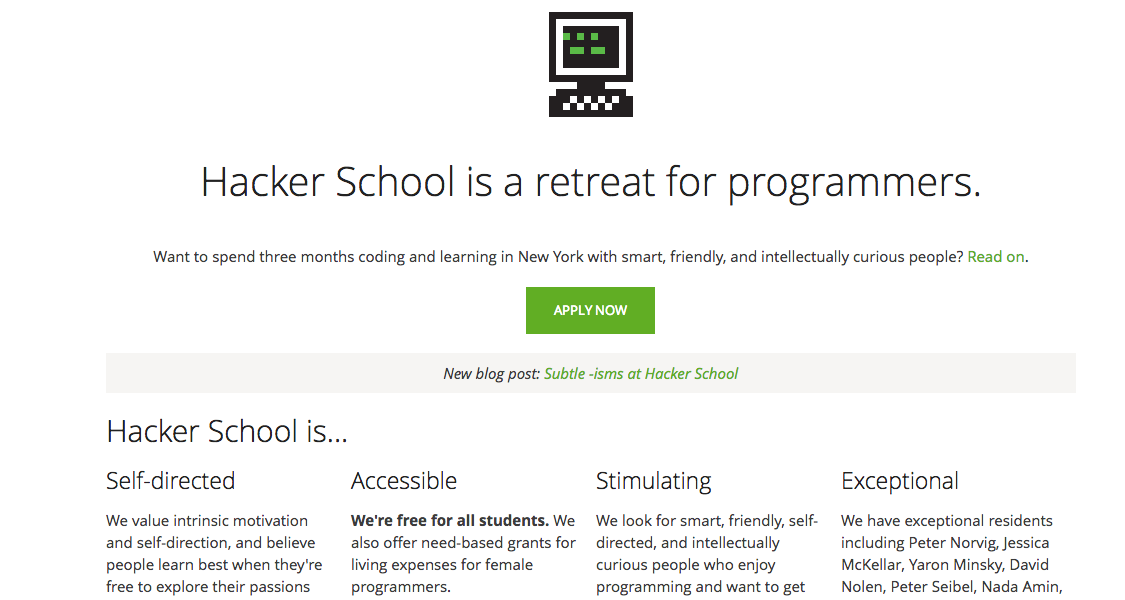 Hacker School is a retreat for programmers.
Want to spend three months coding and learning in New York with smart, friendly, and intellectually curious people? Read on.
APPLY NOW
New blog post: Subtle -isms at Hacker School
Hacker School is...
Self-directed
We value intrinsic motivation
and self-direction, and believe
people learn best when they're
free to explore their passions
Accessible
We're free for all students. We
also offer need-based grants for
living expenses for female
programmers.
Stimulating
We look for smart, friendly, self-
directed, and intellectually
curious people who enjoy
programming and want to get
Exceptional
We have exceptional residents
including Peter Norvig, Jessica
McKellar, Yaron Minsky, David
Nolen, Peter Seibel, Nada Amin,